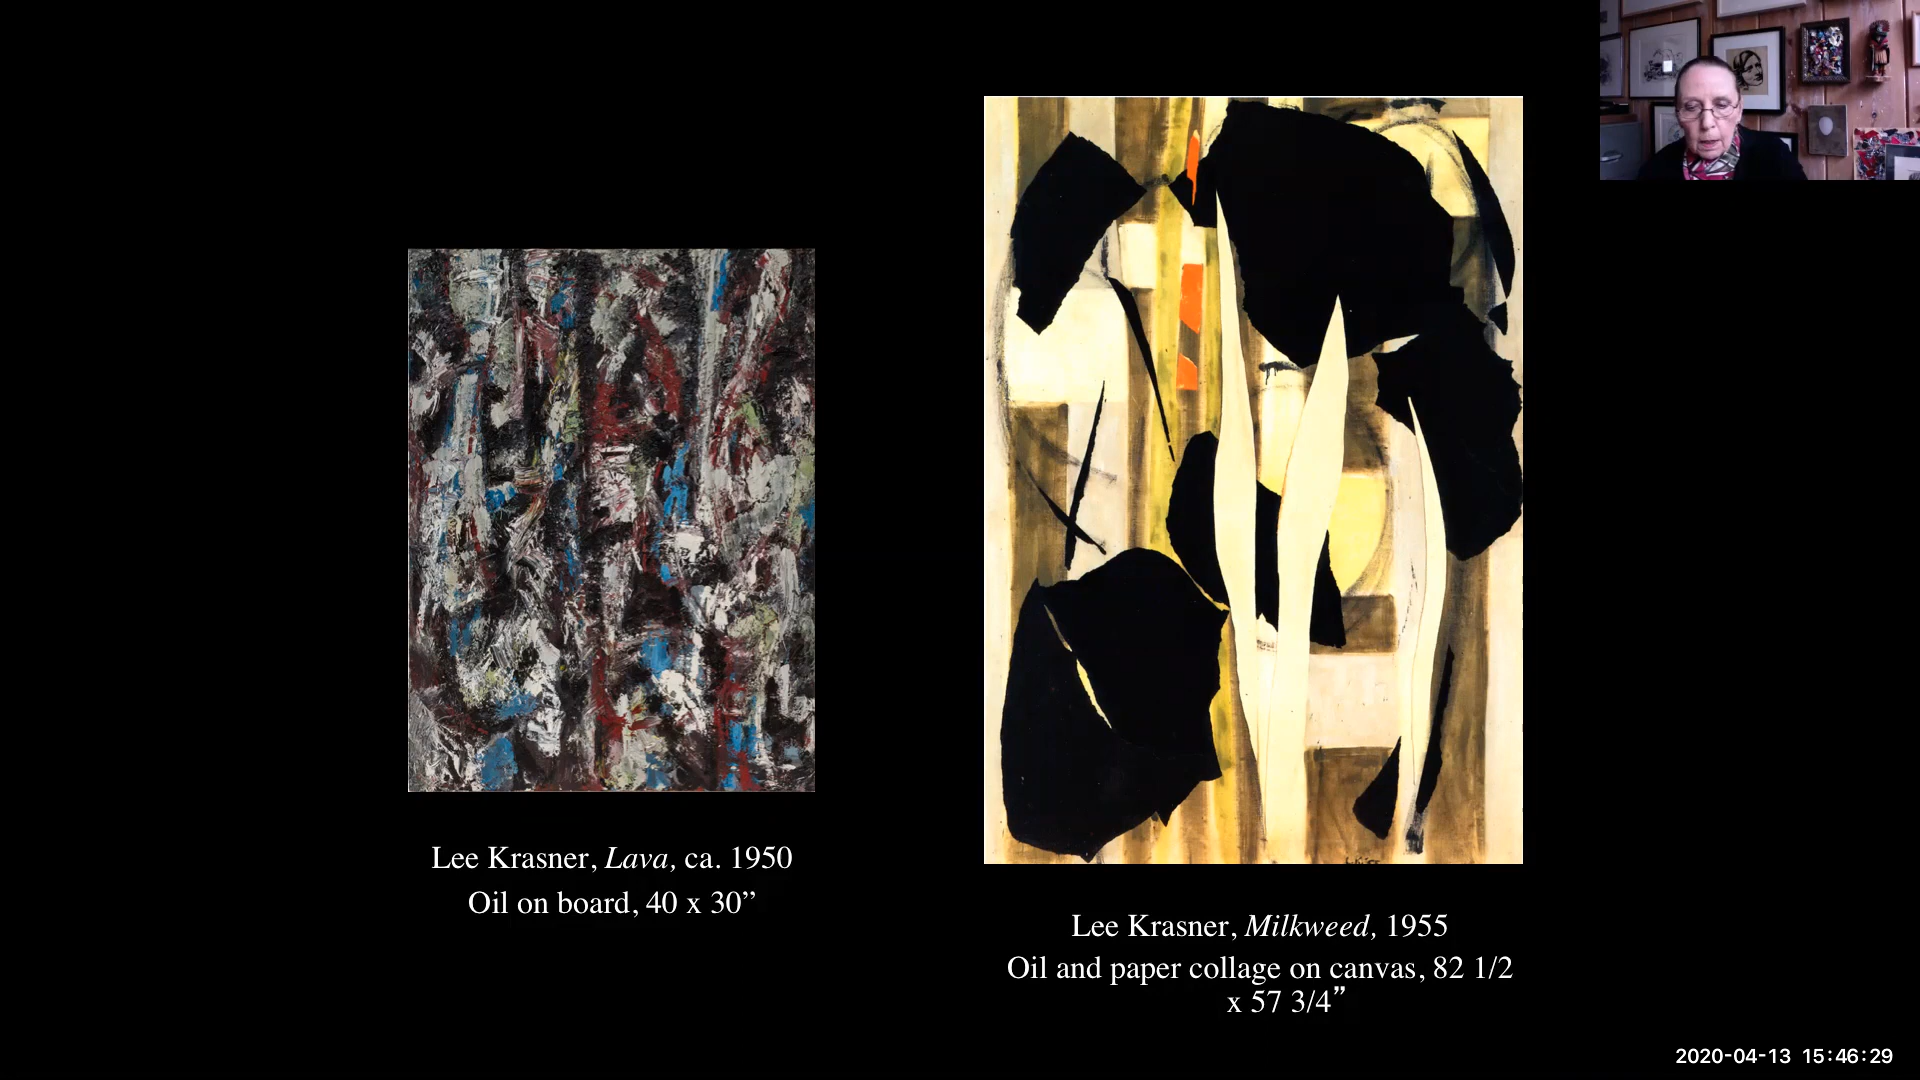 Lee Krasner, Lava, ca. 1950
Oil on board, 40 x 30”
Lee Krasner, Milkweed, 1955
Oil and paper collage on canvas, 82 1/2
x 57 3/4”
2020-04-13 15:46:29